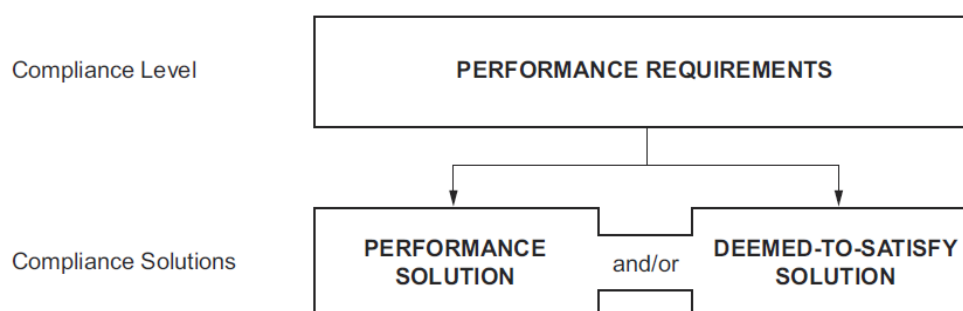 Compliance Level
PERFORMANCE REQUIREMENTS
Compliance Solutions
PERFORMANCE
SOLUTION
and/or
DEEMED-TO-SATISFY
SOLUTION